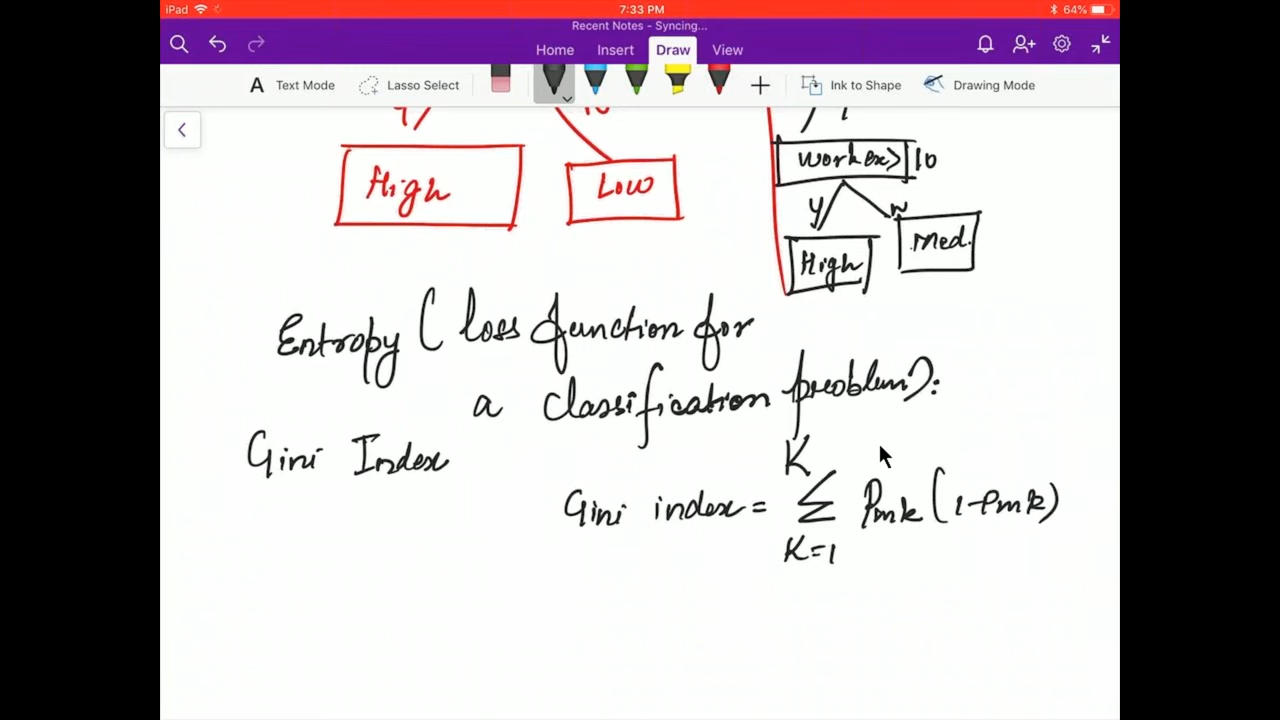 iPad 7:33 PM 64%
Recent Notes - Syncing...
Home Insert Draw View
A Text Mode Lasso Select Ink to Shape Drawing Mode
workex>10
y N
High Low
High Med.
Entropy ( loss function for
a classification problem):
Gini Index
K
Gini index = Σ Pmk (1-Pmk)
K=1